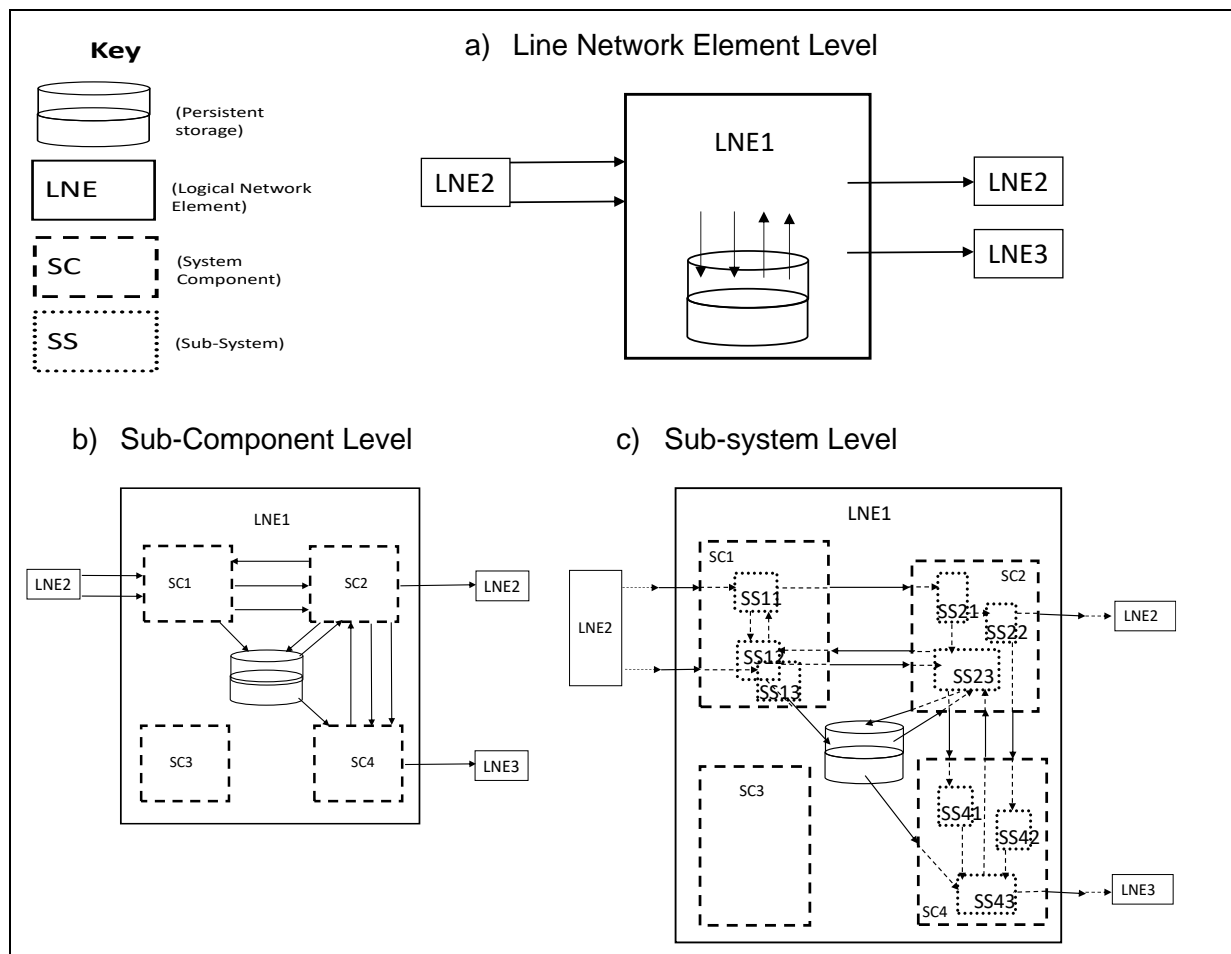 Key
(Persistent
storage)
LNE
(Logical Network
Element)
SC
(System
Component)
SS
(Sub-System)
a) Line Network Element Level
LNE1
LNE2
LNE2
LNE3
b) Sub-Component Level
LNE1
LNE2
SC1
SC2
LNE2
SC3
SC4
LNE3
c) Sub-system Level
LNE1
SC1
SC2
LNE2
SS11
SS21
SS22
LNE2
SS12
SS13
SS23
SC3
SS41
SS42
SS43
SC4
LNE3